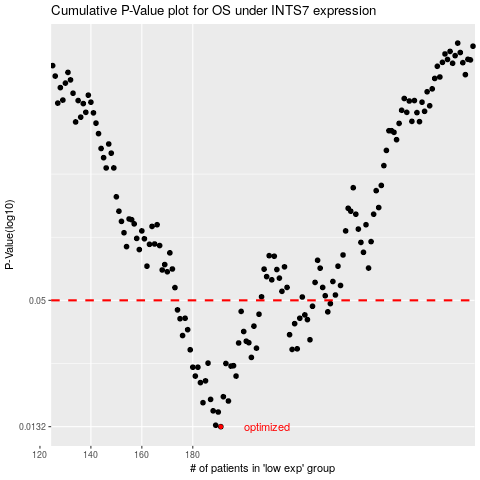 Cumulative P-Value plot for OS under INTS7 expression
P-Value(log10)
0.05
0.0132
optimized
120 140 160 180
# of patients in 'low exp' group